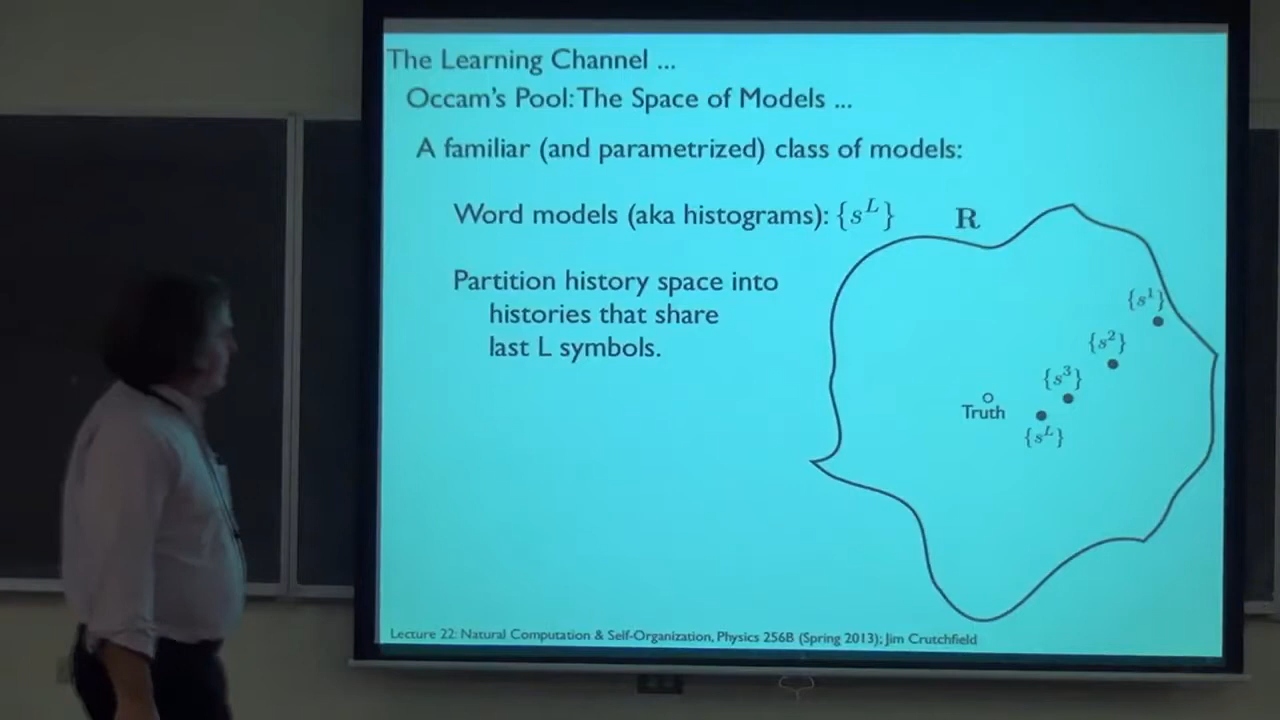 The Learning Channel ...
Occam's Pool: The Space of Models ...
A familiar (and parametrized) class of models:
Word models (aka histograms): {s^L}
R
Partition history space into
histories that share
last L symbols.
{s^1}
{s^2}
{s^3}
Truth
{s^L}
Lecture 22: Natural Computation & Self-Organization, Physics 256B (Spring 2013); Jim Crutchfield